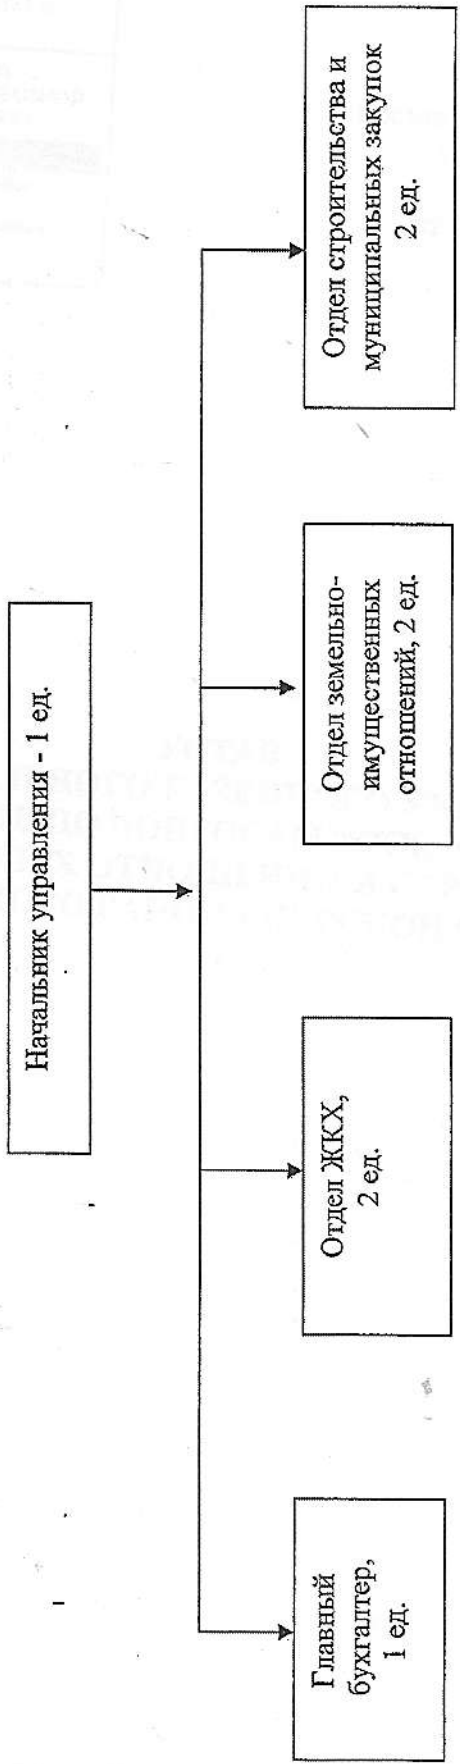 Начальник управления - 1 ед.
Главный
бухгалтер,
1 ед.
Отдел ЖКХ,
2 ед.
Отдел земельно-
имущественных
отношений, 2 ед.
Отдел строительства и
муниципальных закупок
2 ед.